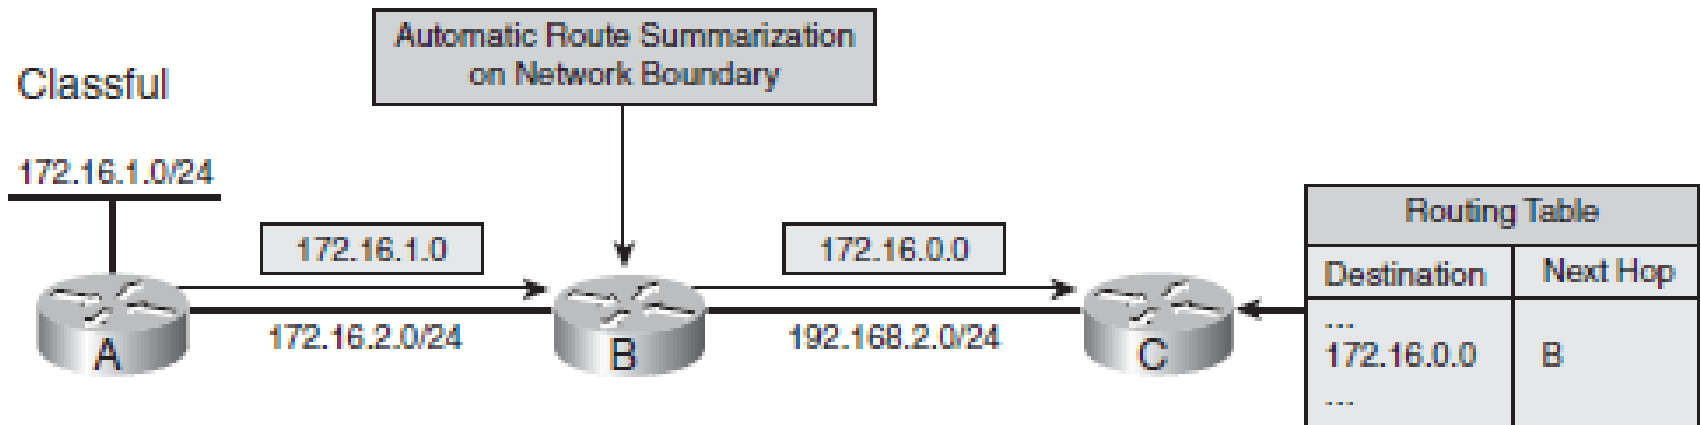 Automatic Route Summarization
on Network Boundary
Classful
172.16.1.0/24
172.16.1.0
172.16.0.0
172.16.2.0/24
192.168.2.0/24
A
B
C
Routing Table
Destination Next Hop
...
172.16.0.0 B
...